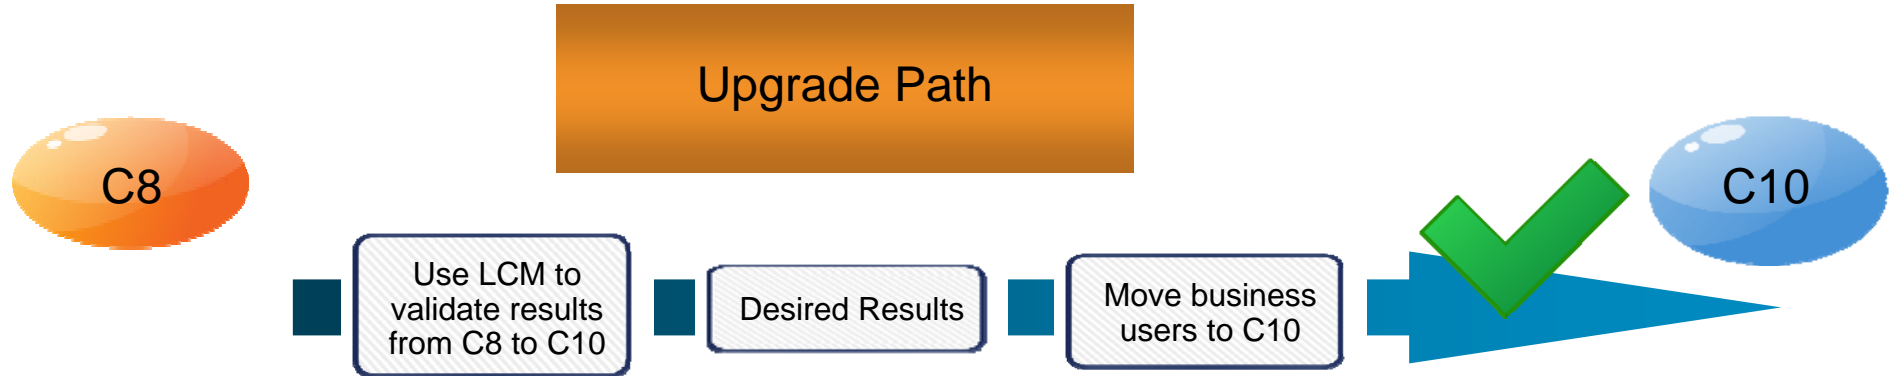 Upgrade Path
C8
C10
Use LCM to
validate results
from C8 to C10
Desired Results
Move business
users to C10